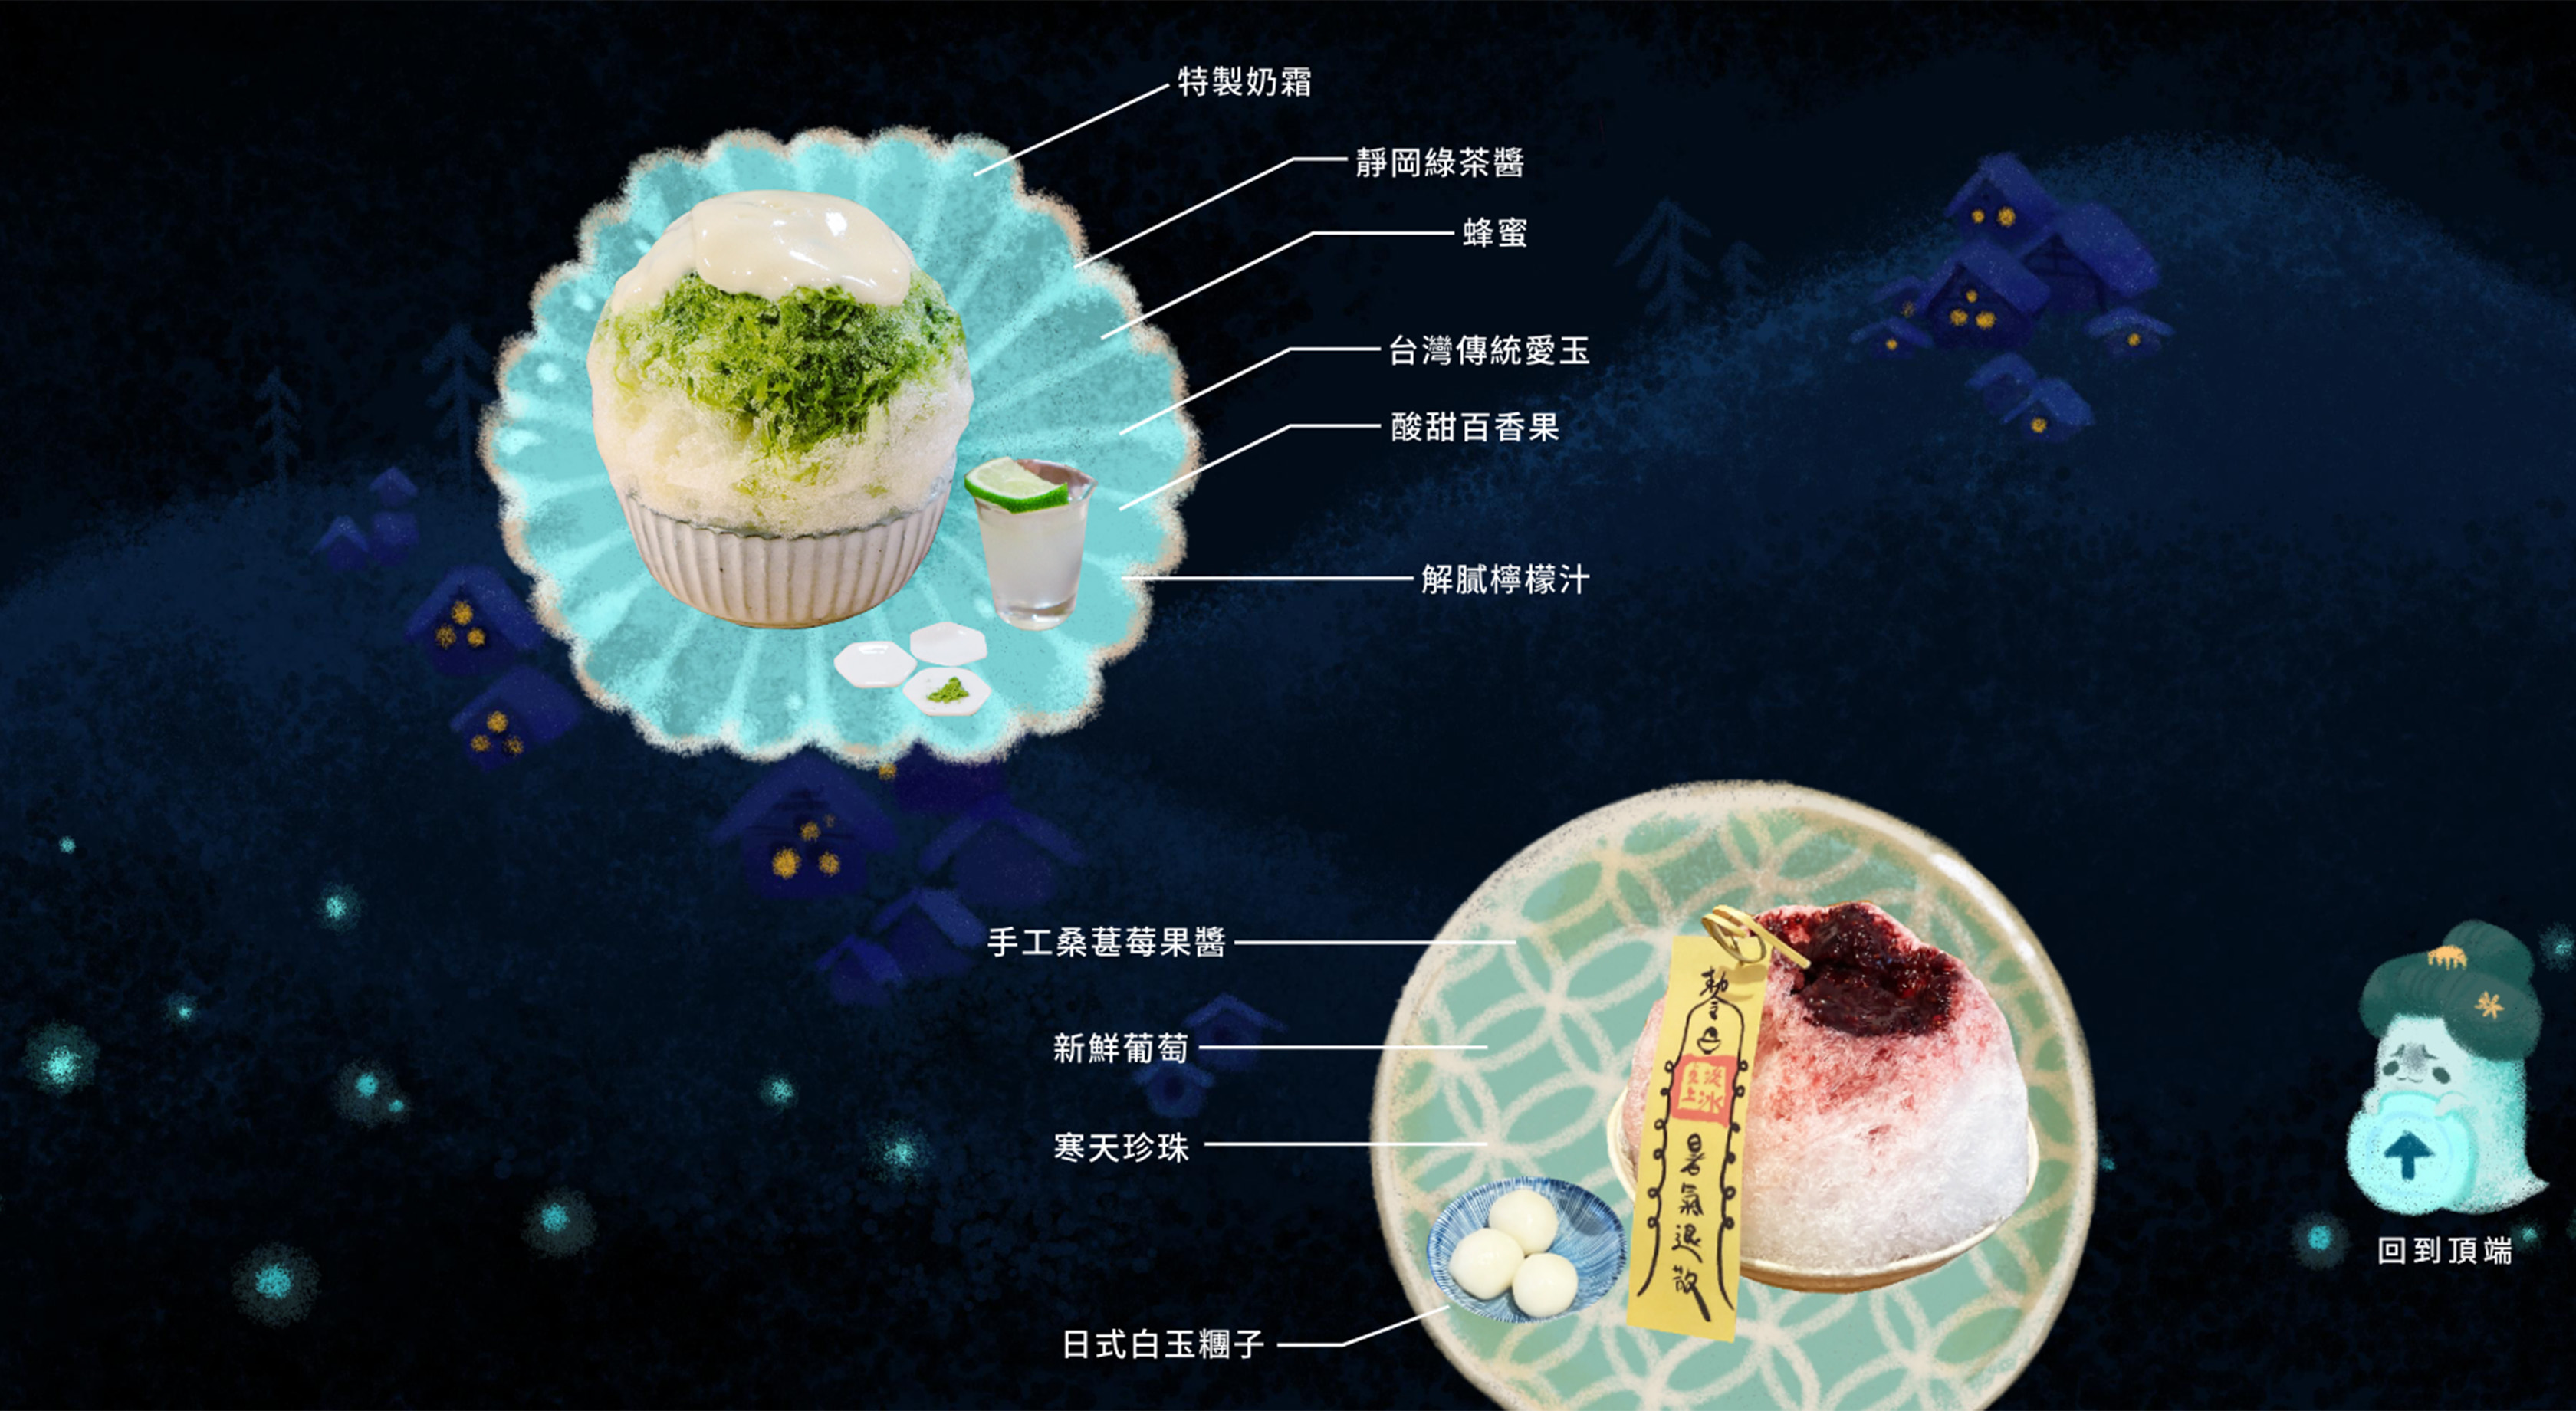 特製奶霜
靜岡綠茶醬
蜂蜜
台灣傳統愛玉
酸甜百香果
解膩檸檬汁
手工桑葚莓果醬
新鮮葡萄
寒天珍珠
日式白玉糰子
勅令
暑氣退散
回到頂端